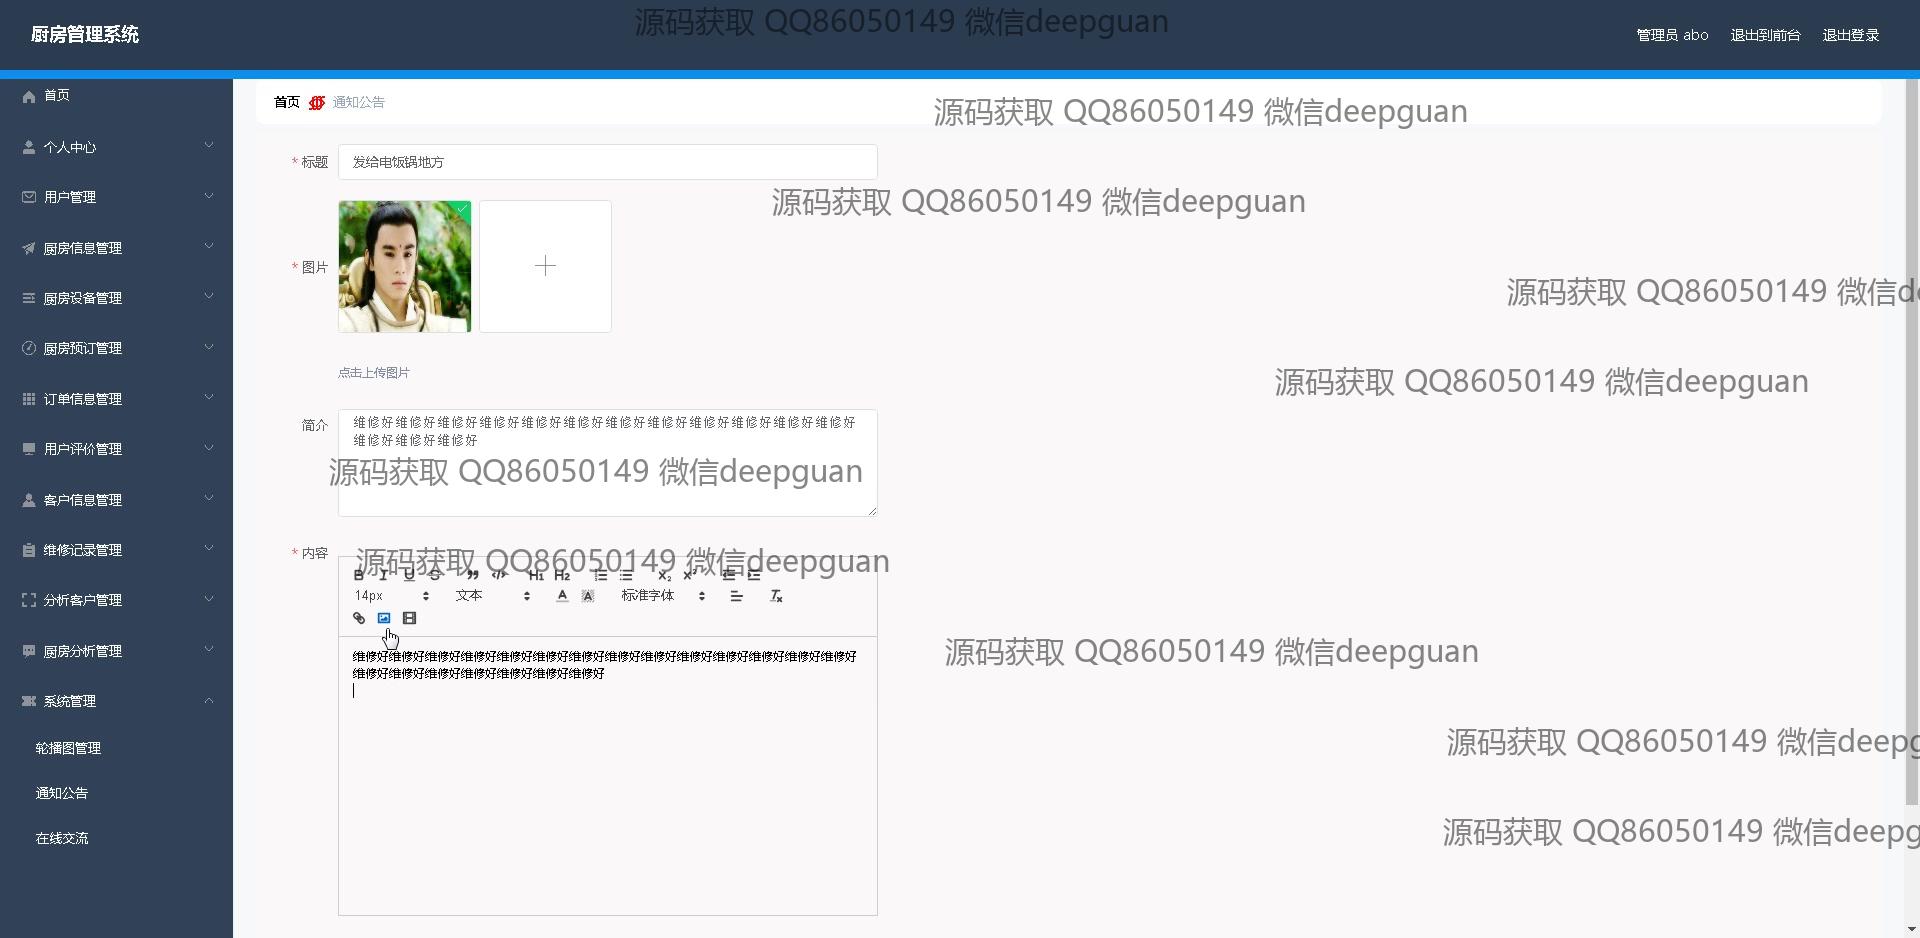 厨房管理系统
管理员 abo 退出到前台 退出登录
源码获取 QQ86050149 微信deepguan
首页
个人中心
用户管理
厨房信息管理
厨房设备管理
厨房预订管理
订单信息管理
用户评价管理
客户信息管理
维修记录管理
分析客户管理
厨房分析管理
系统管理
轮播图管理
通知公告
在线交流
首页 通知公告
源码获取 QQ86050149 微信deepguan
* 标题 发给电饭锅地方
源码获取 QQ86050149 微信deepguan
* 图片
源码获取 QQ86050149 微信de
点击上传图片
源码获取 QQ86050149 微信deepguan
简介 维修好维修好维修好维修好维修好维修好维修好维修好维修好维修好维修好维修好
维修好维修好维修好
源码获取 QQ86050149 微信deepguan
* 内容
源码获取 QQ86050149 微信deepguan
B I U S ” </> H1 H2 X2 X2
14px 文本 A A 标准字体 Tx
维修好维修好维修好维修好维修好维修好维修好维修好维修好维修好维修好维修好维修好维修好
维修好维修好维修好维修好维修好维修好维修好
源码获取 QQ86050149 微信deepguan
源码获取 QQ86050149 微信deepg
源码获取 QQ86050149 微信deepg